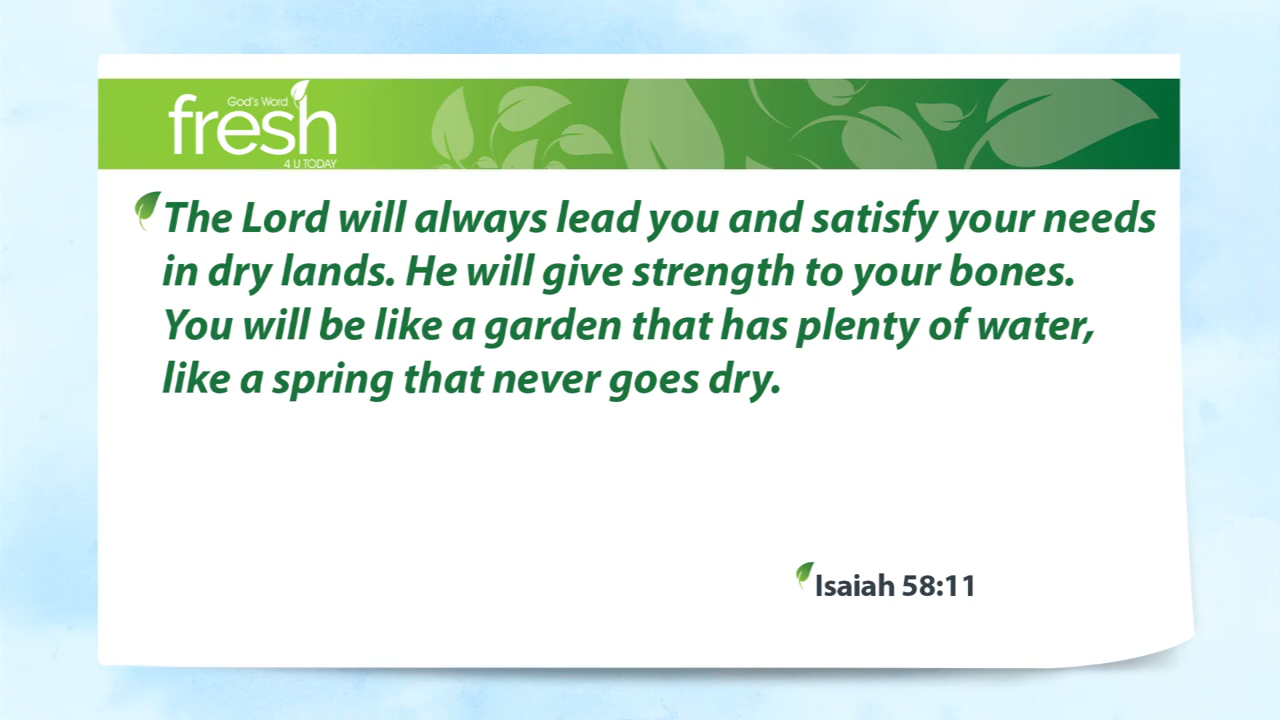 God's Word
fresh
4 U TODAY
The Lord will always lead you and satisfy your needs
in dry lands. He will give strength to your bones.
You will be like a garden that has plenty of water,
like a spring that never goes dry.
Isaiah 58:11